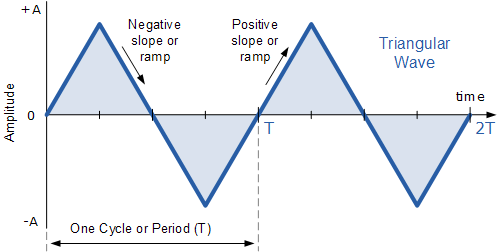 +A
Negative
slope or
ramp
Positive
slope or
ramp
Triangular
Wave
Amplitude
0
time
T
2T
-A
One Cycle or Period (T)